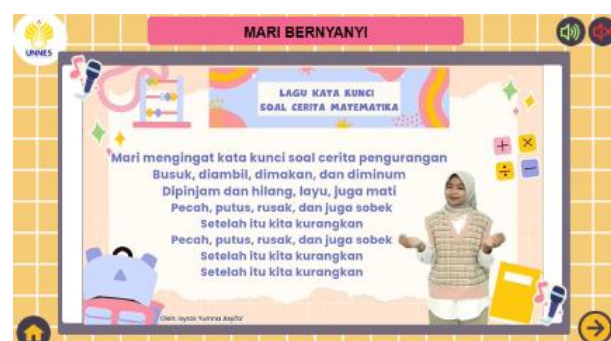 MARI BERNYANYI
UNNES
LAGU KATA KUNCI
SOAL CERITA MATEMATIKA
Mari mengingat kata kunci soal cerita pengurangan
Busuk, diambil, dimakan, dan diminum
Dipinjam dan hilang, layu, juga mati
Pecah, putus, rusak, dan juga sobek
Setelah itu kita kurangkan
Pecah, putus, rusak, dan juga sobek
Setelah itu kita kurangkan
Setelah itu kita kurangkan
Oleh: Yumna